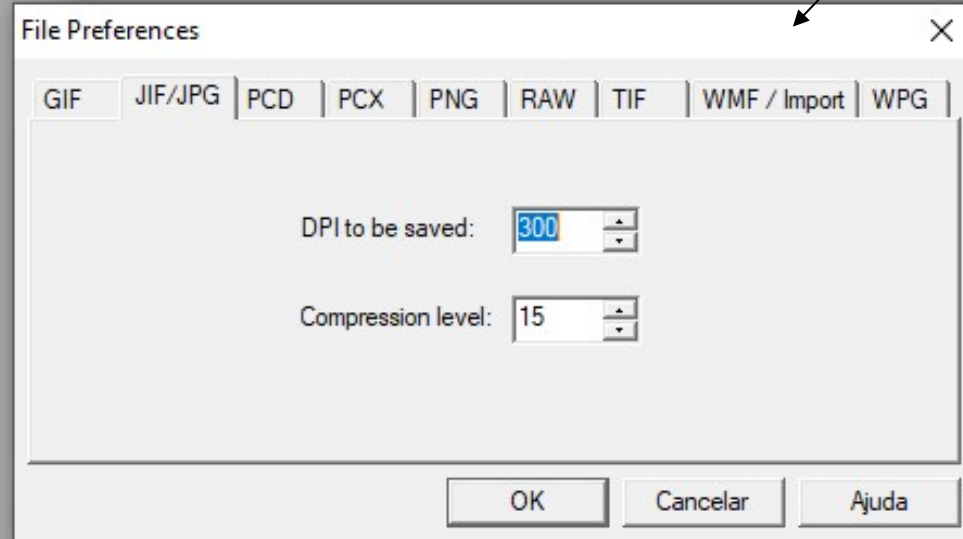 File Preferences
GIF JIF/JPG PCD PCX PNG RAW TIF WMF / Import WPG
DPI to be saved: 300
Compression level: 15
OK Cancelar Ajuda